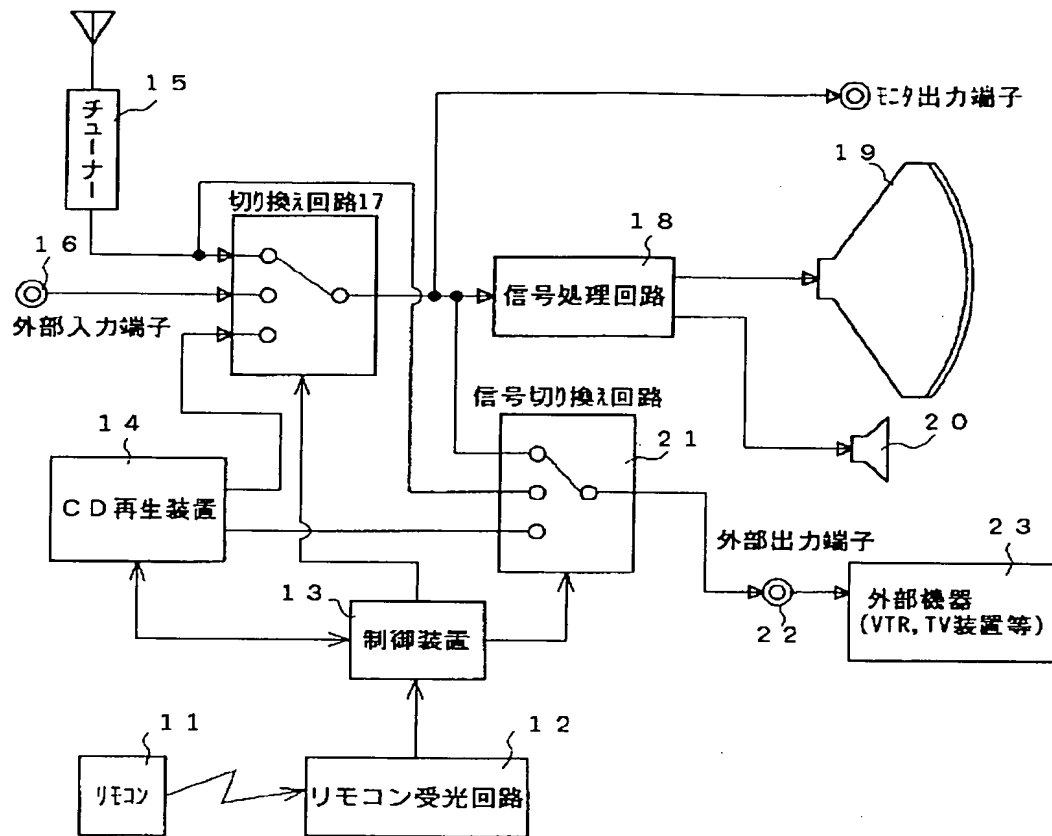 15
チューナー
モニタ出力端子
19
切り換え回路17
16
18
信号処理回路
外部入力端子
信号切り換え回路
20
14
21
CD再生装置
外部出力端子
23
13
外部機器
(VTR,TV装置等)
制御装置
22
11
12
リモコン
リモコン受光回路